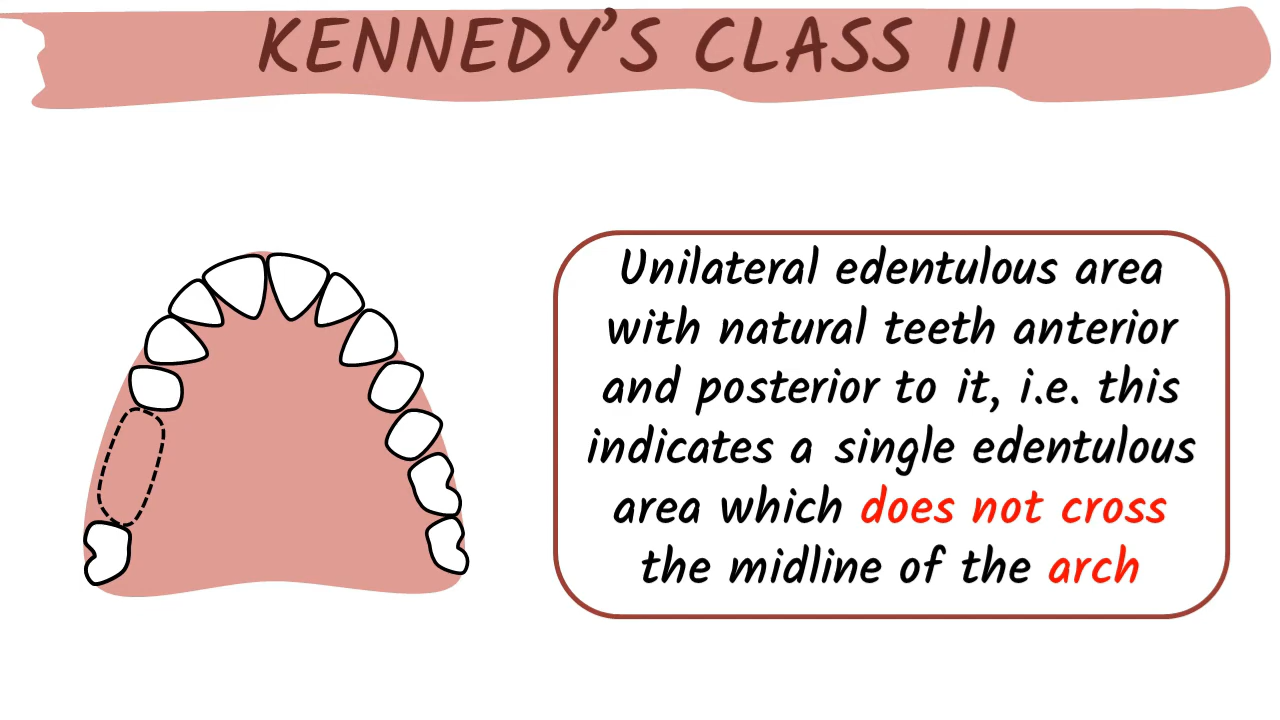 KENNEDY’S CLASS III
Unilateral edentulous area
with natural teeth anterior
and posterior to it, i.e. this
indicates a single edentulous
area which does not cross
the midline of the arch